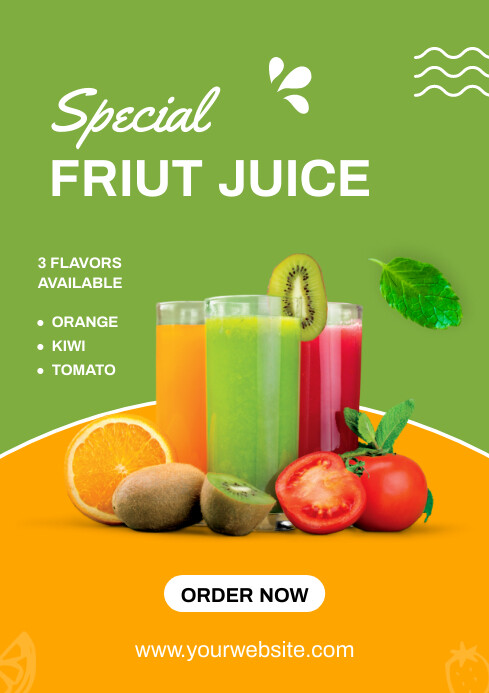 Special
FRIUT JUICE
3 FLAVORS
AVAILABLE
● ORANGE
● KIWI
● TOMATO
ORDER NOW
www.yourwebsite.com